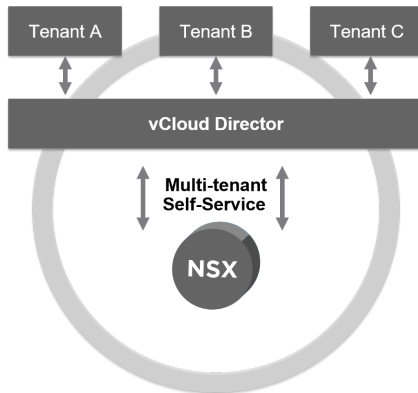 Tenant A
Tenant B
Tenant C
vCloud Director
Multi-tenant
Self-Service
NSX